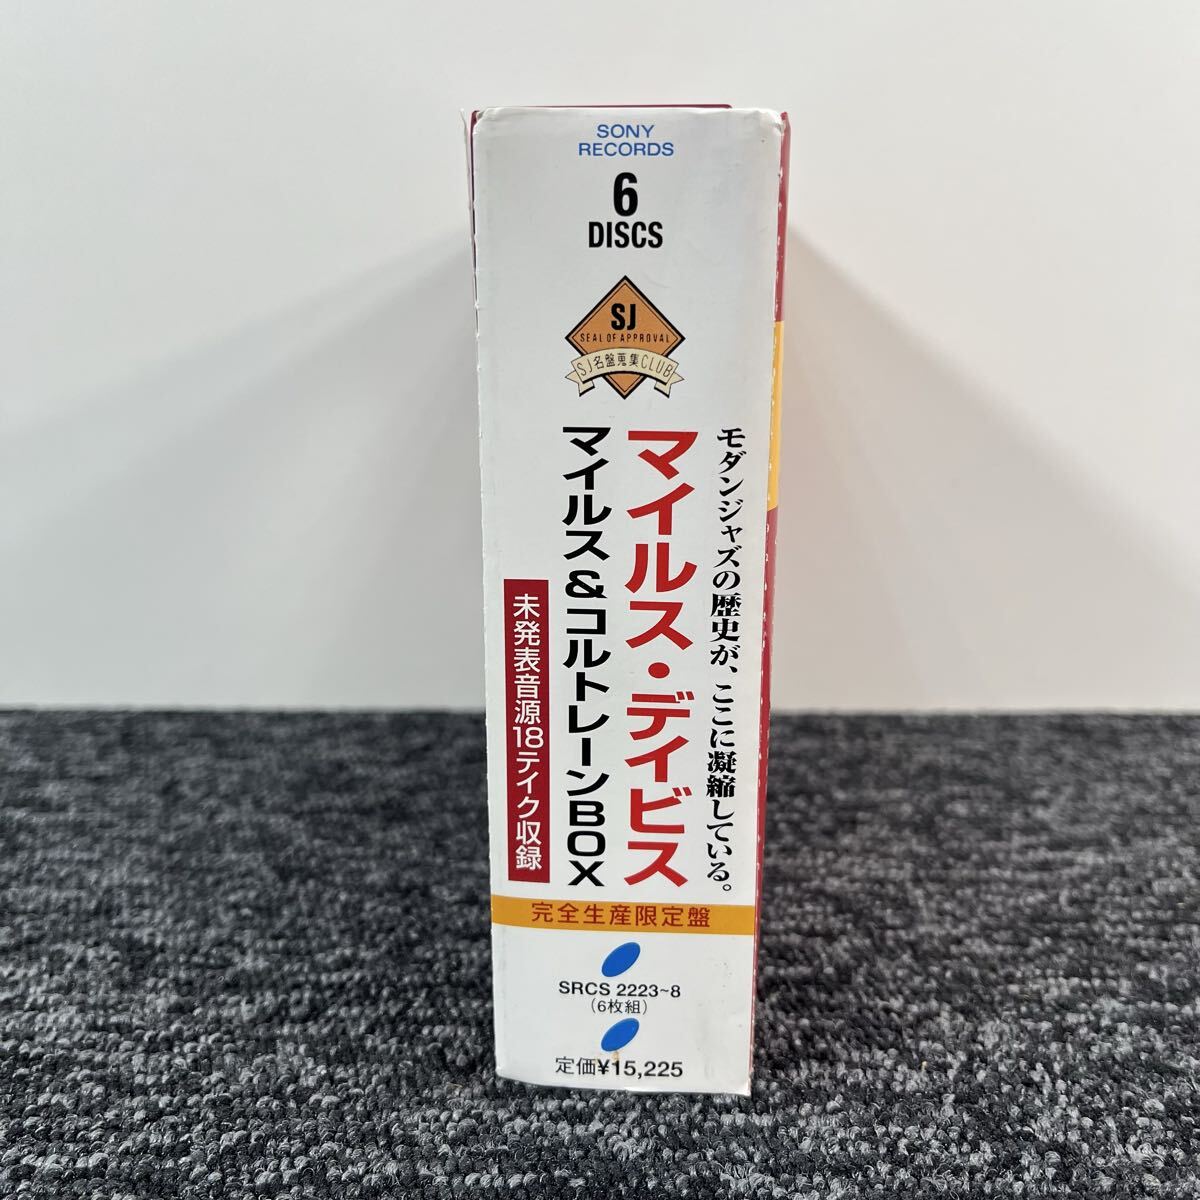 SONY
RECORDS
6
DISCS
SJ
SEAL OF APPROVAL
SJ名盤蒐集CLUB
モダンジャズの歴史が、ここに凝縮している。
マイルス・デイビス
マイルス&コルトレーンBOX
未発表音源18テイク収録
完全生産限定盤
SRCS 2223~8
(6枚組)
定価¥15,225